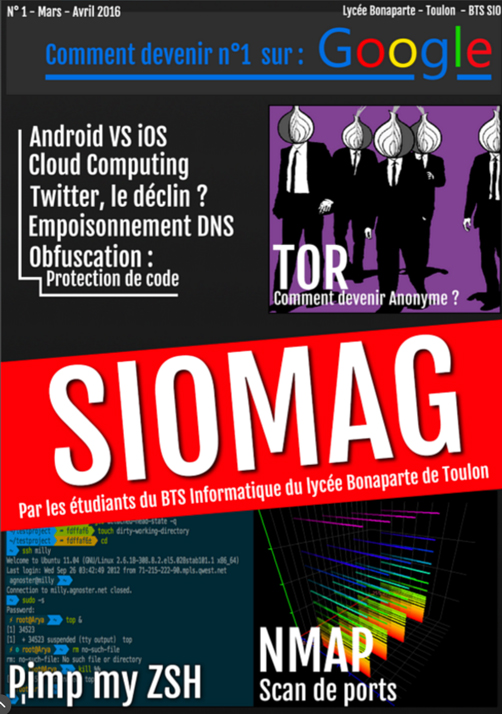 N° 1 - Mars - Avril 2016
Lycée Bonaparte - Toulon - BTS SIO
Comment devenir n°1 sur : Google
Android VS iOS
Cloud Computing
Twitter, le déclin ?
Empoisonnement DNS
Obfuscation :
Protection de code
TOR
Comment devenir Anonyme ?
SIOMAG
Par les étudiants du BTS Informatique du lycée Bonaparte de Toulon
touch dirty-working-directory
cd
ssh milly
Welcome to Ubuntu 11.04 (GNU/Linux 2.6.18-308.8.2.el5.028stab101.1 x86_64)
Last login: Wed Sep 26 03:42:49 2012 from 71-215-222-90.mpls.qwest.net
agnoster@milly
Connection to milly.agnoster.net closed.
sudo -s
Password:
root@Arya top &
[1] 34523
[1] + 34523 suspended (tty output) top
root@Arya rm no-such-file
rm: no-such-file: No such file or directory
Pimp my ZSH
NMAP
Scan de ports